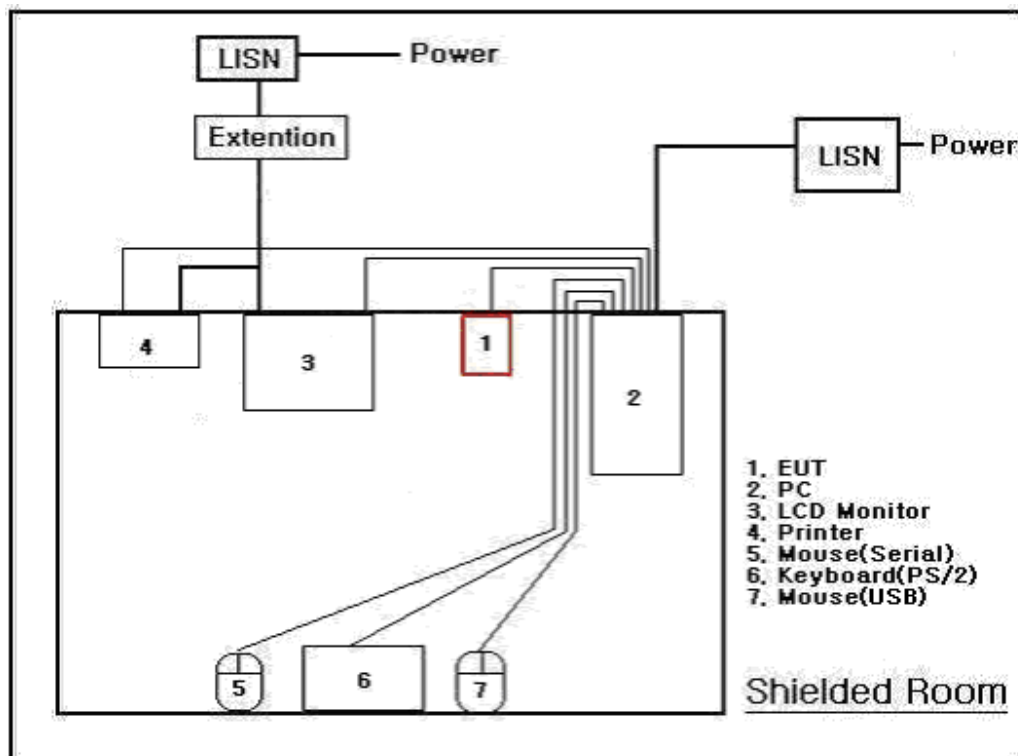 LISN
Power
Extention
LISN
Power
4
3
1
2
1, EUT
2, PC
3, LCD Monitor
4, Printer
5, Mouse(Serial)
6, Keyboard(PS/2)
7, Mouse(USB)
5
6
7
Shielded Room